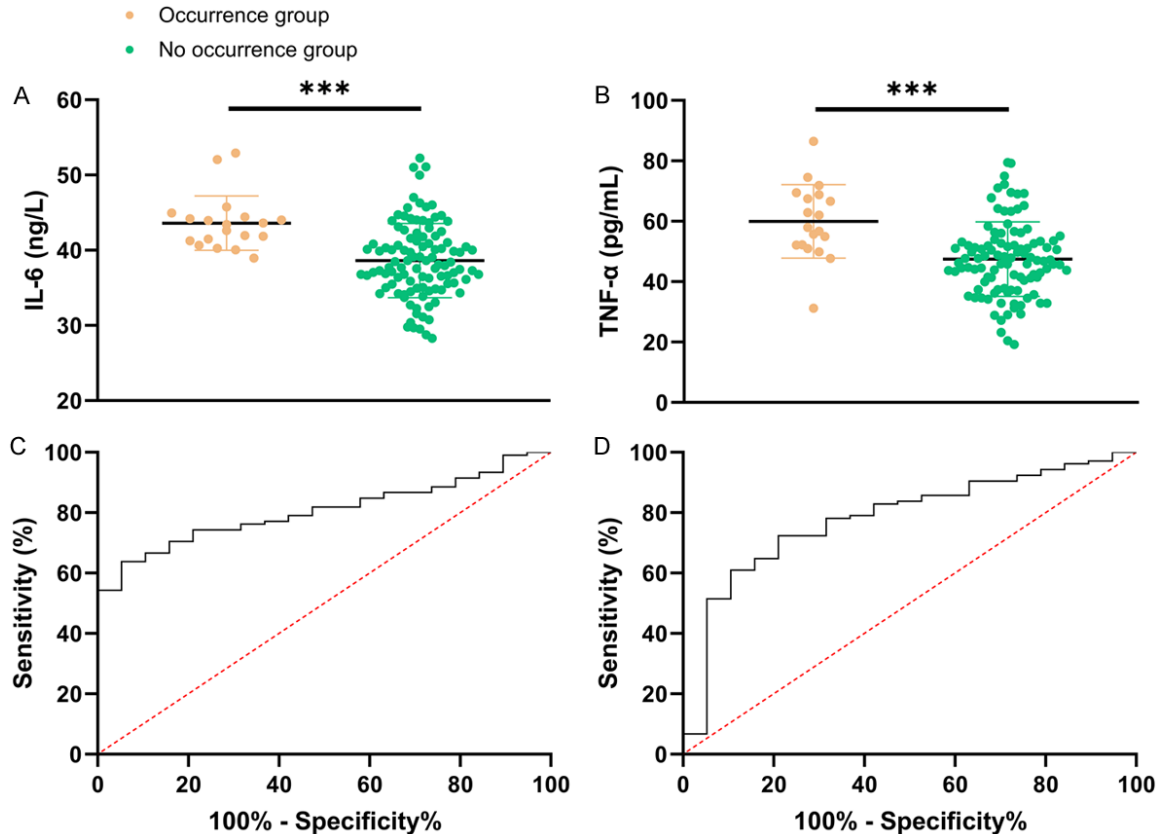 Occurrence group
No occurrence group
A
***
60
50
40
30
20
IL-6 (ng/L)
B
***
100
80
60
40
20
0
TNF-α (pg/mL)
C
100
80
60
40
20
0
Sensitivity (%)
0 20 40 60 80 100
100% - Specificity%
D
100
80
60
40
20
0
Sensitivity (%)
0 20 40 60 80 100
100% - Specificity%